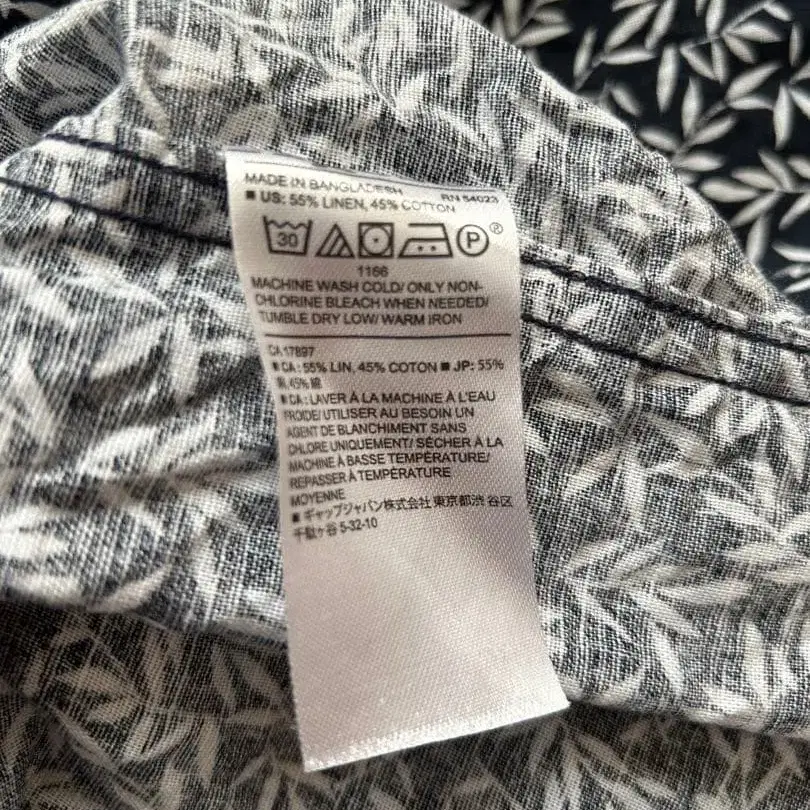 MADE IN BANGLADESH RN 54023
■ US: 55% LINEN, 45% COTTON
30 P ®
1166
MACHINE WASH COLD/ ONLY NON-
CHLORINE BLEACH WHEN NEEDED/
TUMBLE DRY LOW/ WARM IRON
CA 17897
■ CA: 55% LIN, 45% COTON ■ JP: 55%
麻, 45% 綿
■ CA: LAVER À LA MACHINE À L'EAU
FROIDE/ UTILISER AU BESOIN UN
AGENT DE BLANCHIMENT SANS
CHLORE UNIQUEMENT/ SÉCHER À LA
MACHINE À BASSE TEMPÉRATURE/
REPASSER À TEMPÉRATURE
MOYENNE
■ ギャップジャパン株式会社 東京都渋 谷区
千駄ヶ谷 5-32-10